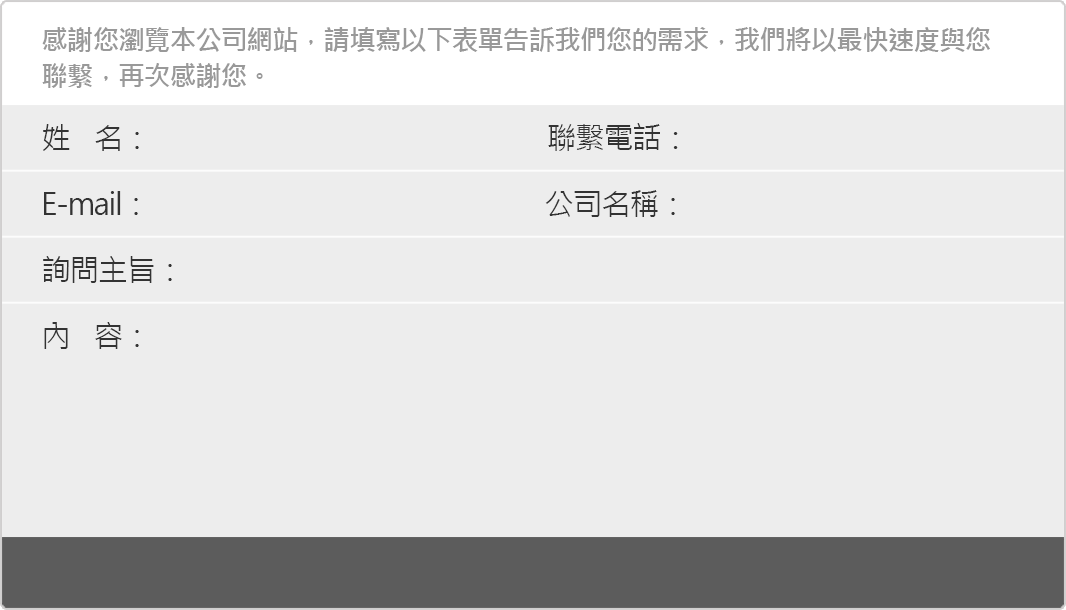 感謝您瀏覽本公司網站，請填寫以下表單告訴我們您的需求，我們將以最快速度與您
聯繫，再次感謝您。
姓 名： 聯繫電話：
E-mail： 公司名稱：
詢問主旨：
內 容：